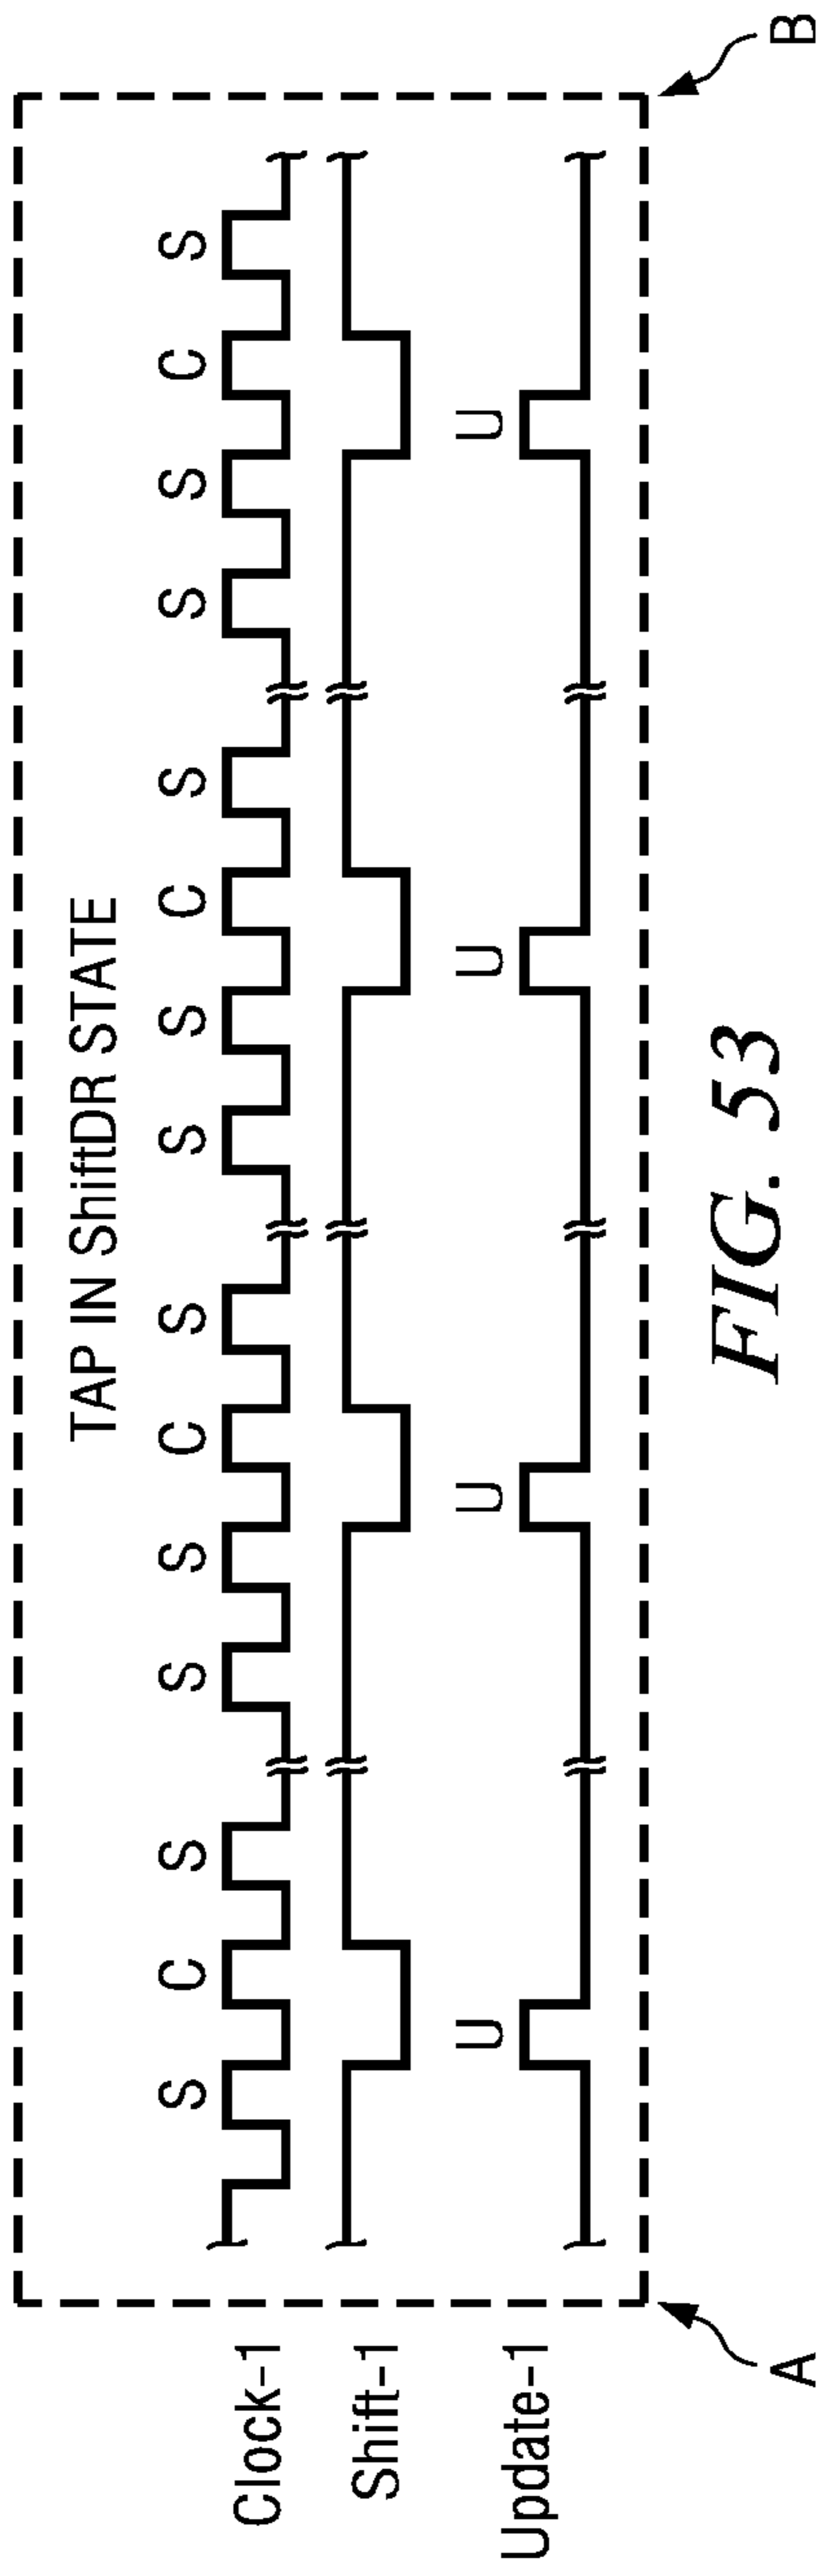 TAP IN ShiftDR STATE
S C S S S C S S S C S S S C S
Clock-1
Shift-1
U U U U
Update-1
A B
FIG. 53